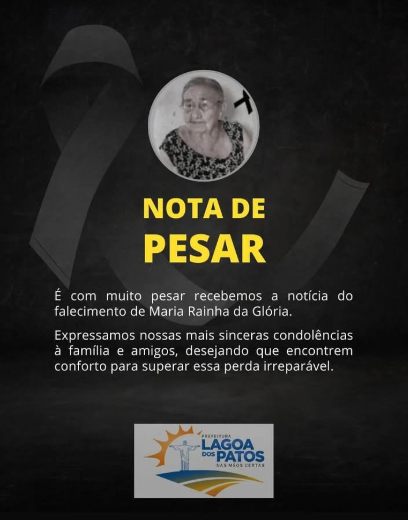 NOTA DE
PESAR
É com muito pesar recebemos a notícia do
falecimento de Maria Rainha da Glória.
Expressamos nossas mais sinceras condolências
à família e amigos, desejando que encontrem
conforto para superar essa perda irreparável.
PREFEITURA
LAGOA
DOS PATOS
NAS MÃOS CERTAS